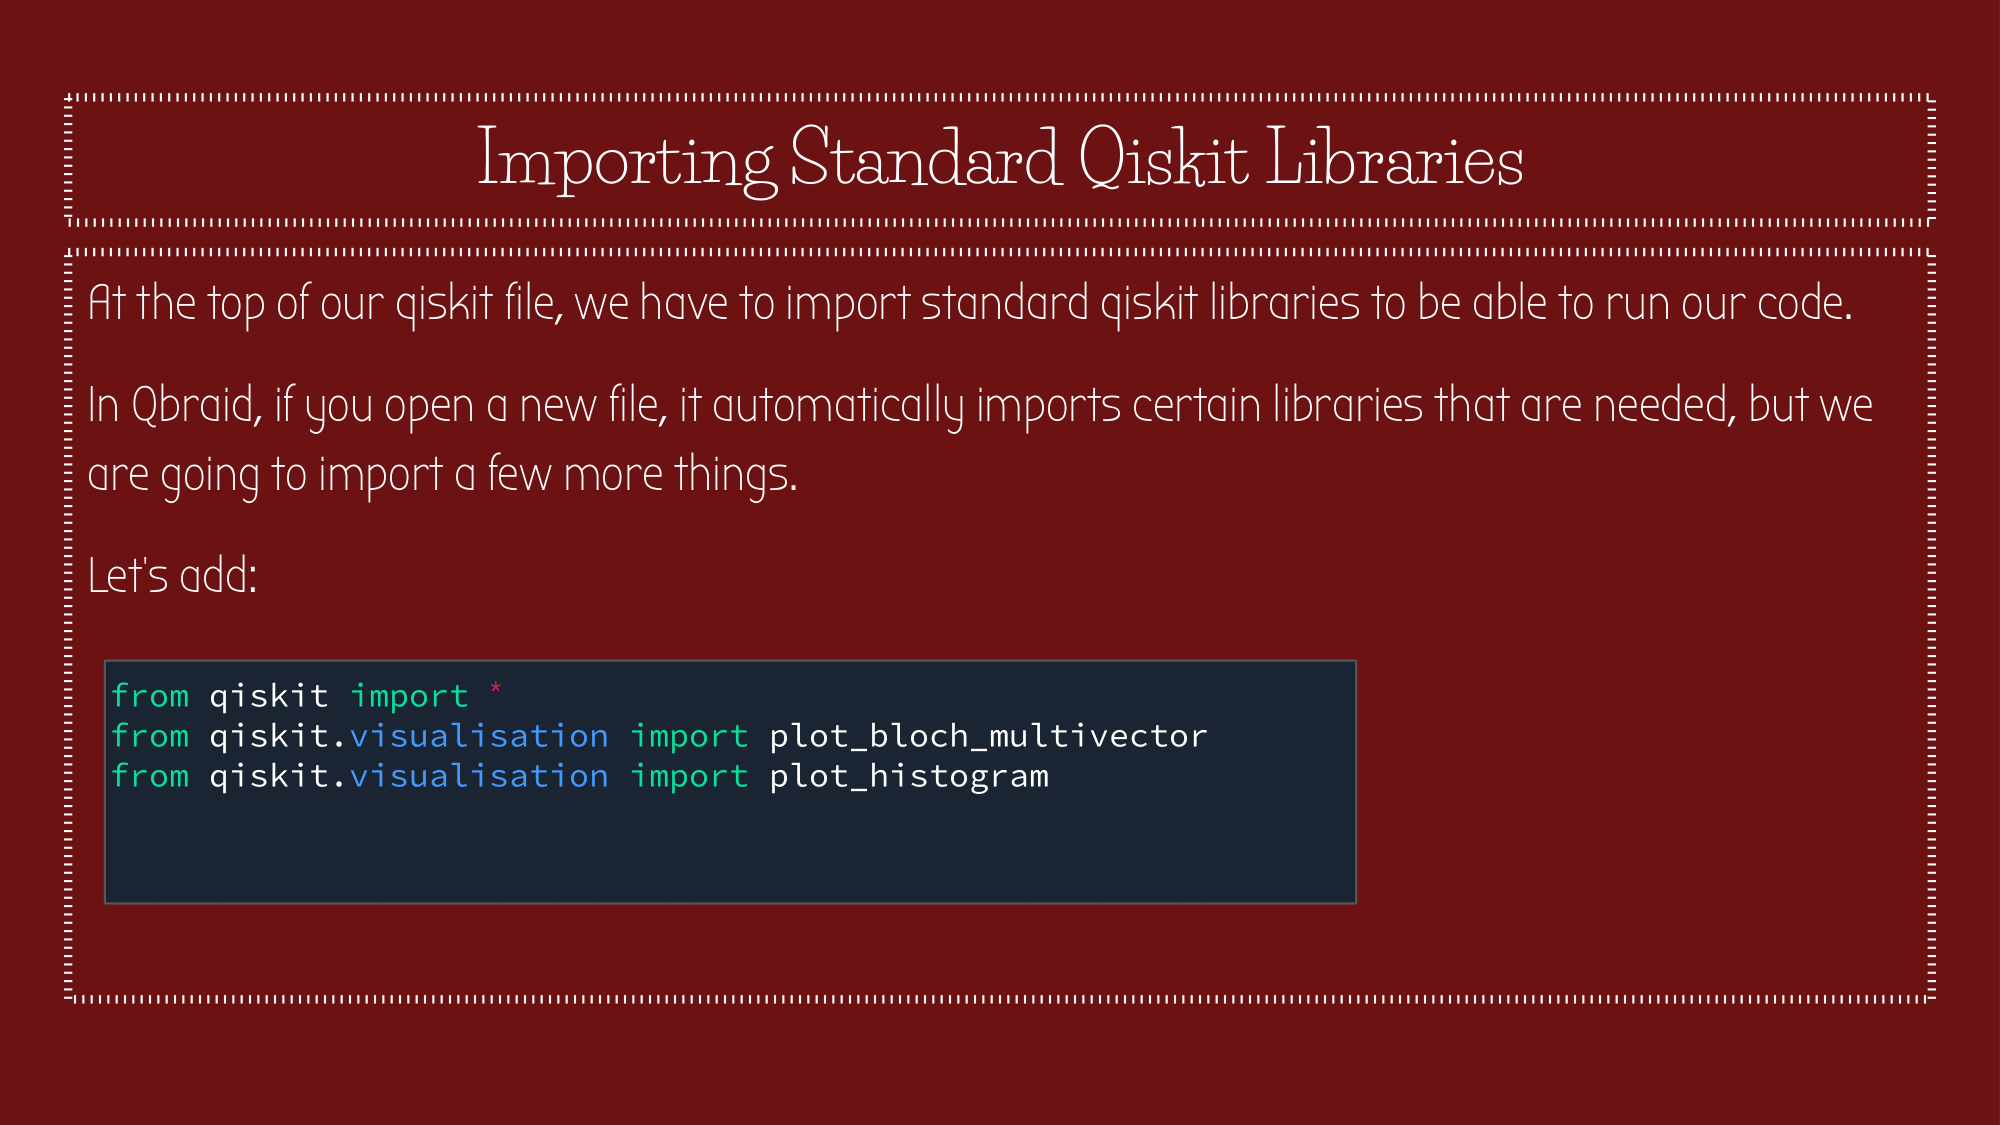 Importing Standard Qiskit Libraries
At the top of our qiskit file, we have to import standard qiskit libraries to be able to run our code.
In Qbraid, if you open a new file, it automatically imports certain libraries that are needed, but we
are going to import a few more things.
Let's add:
from qiskit import *
from qiskit.visualisation import plot_bloch_multivector
from qiskit.visualisation import plot_histogram